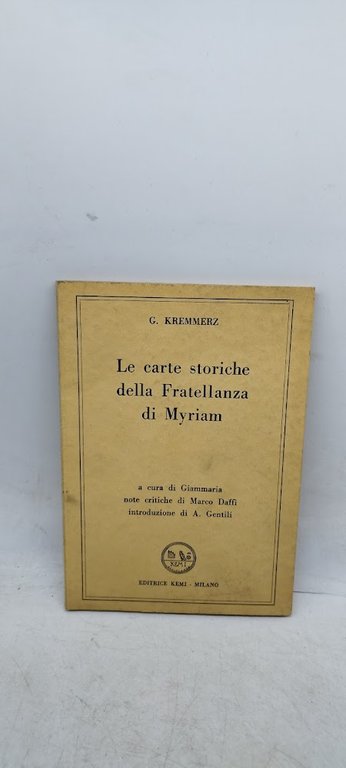 G. KREMMERZ
Le carte storiche
della Fratellanza
di Myriam
a cura di Giammaria
note critiche di Marco Daffi
introduzione di A. Gentili
KEMI
EDITRICE KEMI - MILANO